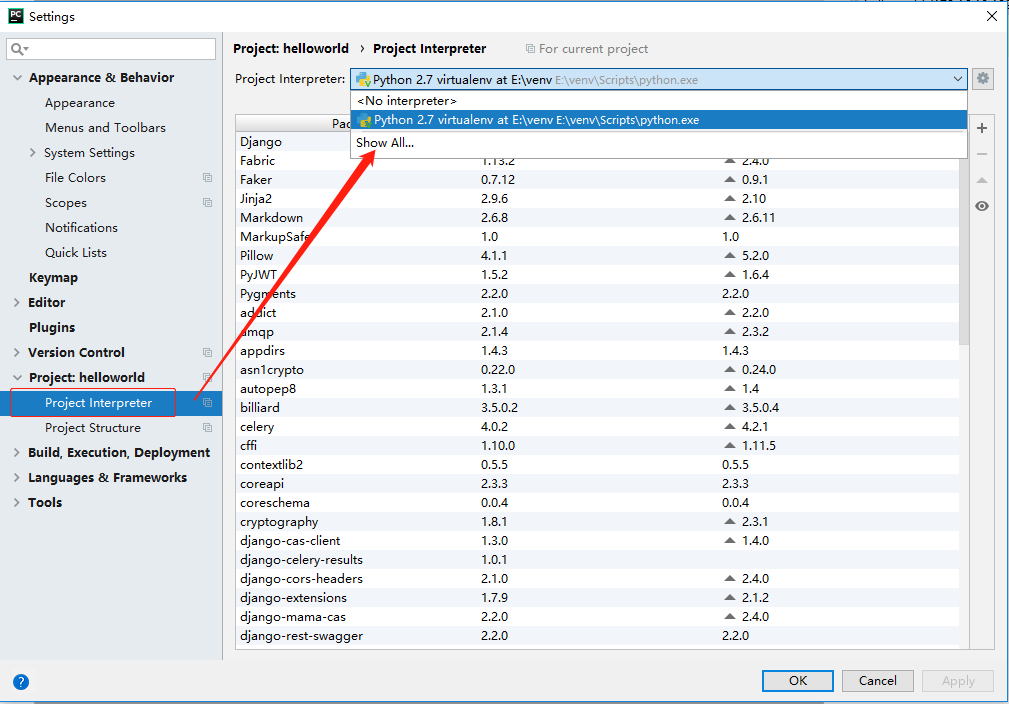 PC Settings
Project: helloworld › Project Interpreter For current project
Appearance & Behavior
Appearance
Menus and Toolbars
System Settings
File Colors
Scopes
Notifications
Quick Lists
Keymap
Editor
Plugins
Version Control
Project: helloworld
Project Interpreter
Project Structure
Build, Execution, Deployment
Languages & Frameworks
Tools
Project Interpreter: Python 2.7 virtualenv at E:\venv E:\venv\Scripts\python.exe
<No interpreter>
Python 2.7 virtualenv at E:\venv E:\venv\Scripts\python.exe
Show All...
Django
Fabric 1.13.2 2.4.0
Faker 0.7.12 0.9.1
Jinja2 2.9.6 2.10
Markdown 2.6.8 2.6.11
MarkupSafe 1.0 1.0
Pillow 4.1.1 5.2.0
PyJWT 1.5.2 1.6.4
Pygments 2.2.0 2.2.0
addict 2.1.0 2.2.0
amqp 2.1.4 2.3.2
appdirs 1.4.3 1.4.3
asn1crypto 0.22.0 0.24.0
autopep8 1.3.1 1.4
billiard 3.5.0.2 3.5.0.4
celery 4.0.2 4.2.1
cffi 1.10.0 1.11.5
contextlib2 0.5.5 0.5.5
coreapi 2.3.3 2.3.3
coreschema 0.0.4 0.0.4
cryptography 1.8.1 2.3.1
django-cas-client 1.3.0 1.4.0
django-celery-results 1.0.1
django-cors-headers 2.1.0 2.4.0
django-extensions 1.7.9 2.1.2
django-mama-cas 2.2.0 2.4.0
django-rest-swagger 2.2.0 2.2.0
? OK Cancel Apply